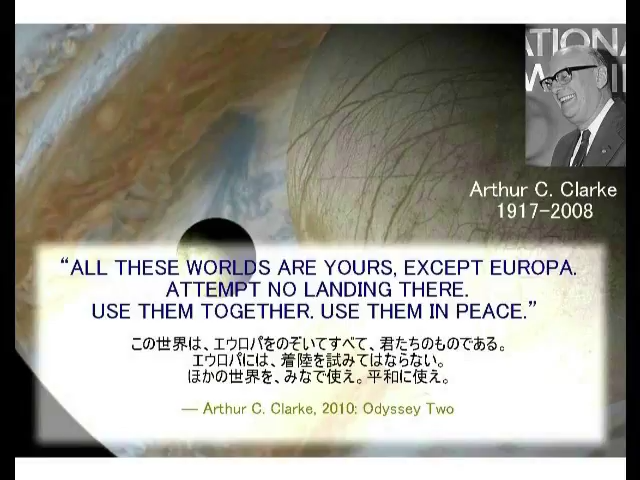 Arthur C. Clarke
1917-2008
“ALL THESE WORLDS ARE YOURS, EXCEPT EUROPA.
ATTEMPT NO LANDING THERE.
USE THEM TOGETHER. USE THEM IN PEACE.”
この世界は、エウロパをのぞいてすべて、君たちのものである。
エウロパには、着陸を試みてはならない。
ほかの世界を、みなで使え。平和に使え。
— Arthur C. Clarke, 2010: Odyssey Two